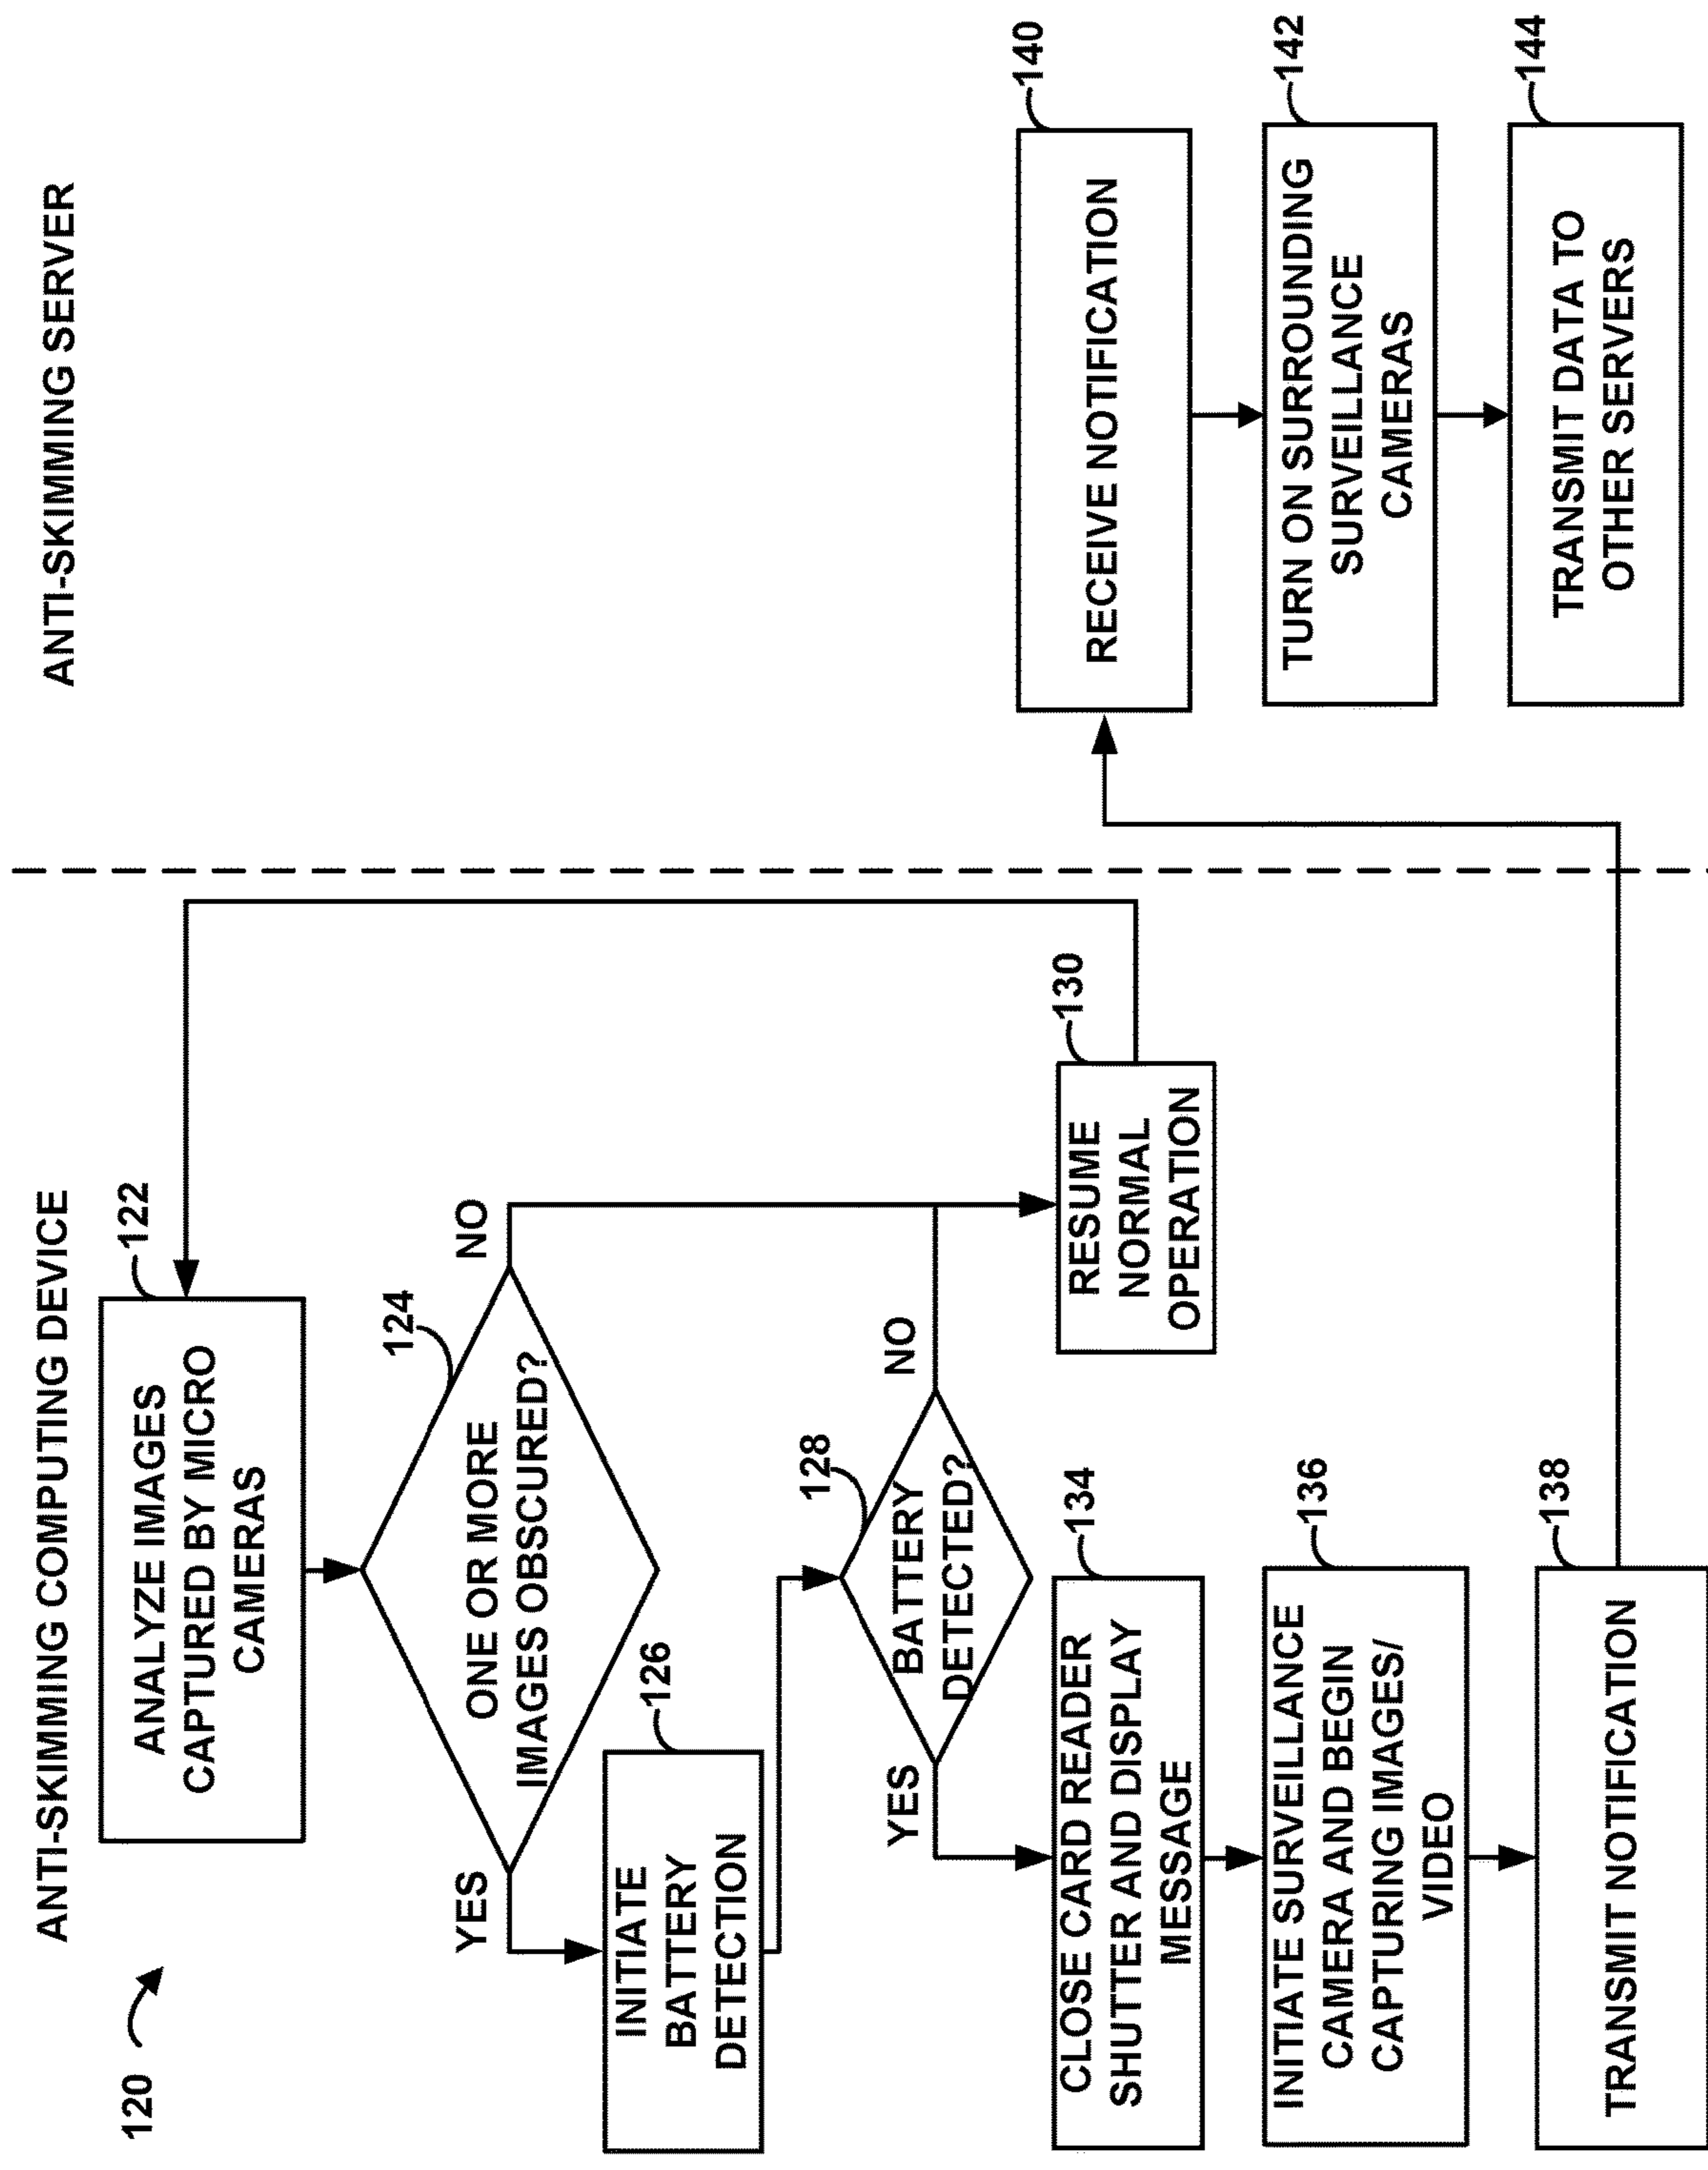 120
ANTI-SKIMMING COMPUTING DEVICE
ANTI-SKIMMING SERVER
122
ANALYZE IMAGES
CAPTURED BY MICRO
CAMERAS
124
ONE OR MORE
IMAGES OBSCURED?
YES
NO
126
INITIATE
BATTERY
DETECTION
128
BATTERY
DETECTED?
YES
NO
130
RESUME
NORMAL
OPERATION
134
CLOSE CARD READER
SHUTTER AND DISPLAY
MESSAGE
136
INITIATE SURVEILLANCE
CAMERA AND BEGIN
CAPTURING IMAGES/
VIDEO
138
TRANSMIT NOTIFICATION
140
RECEIVE NOTIFICATION
142
TURN ON SURROUNDING
SURVEILLANCE
CAMERAS
144
TRANSMIT DATA TO
OTHER SERVERS